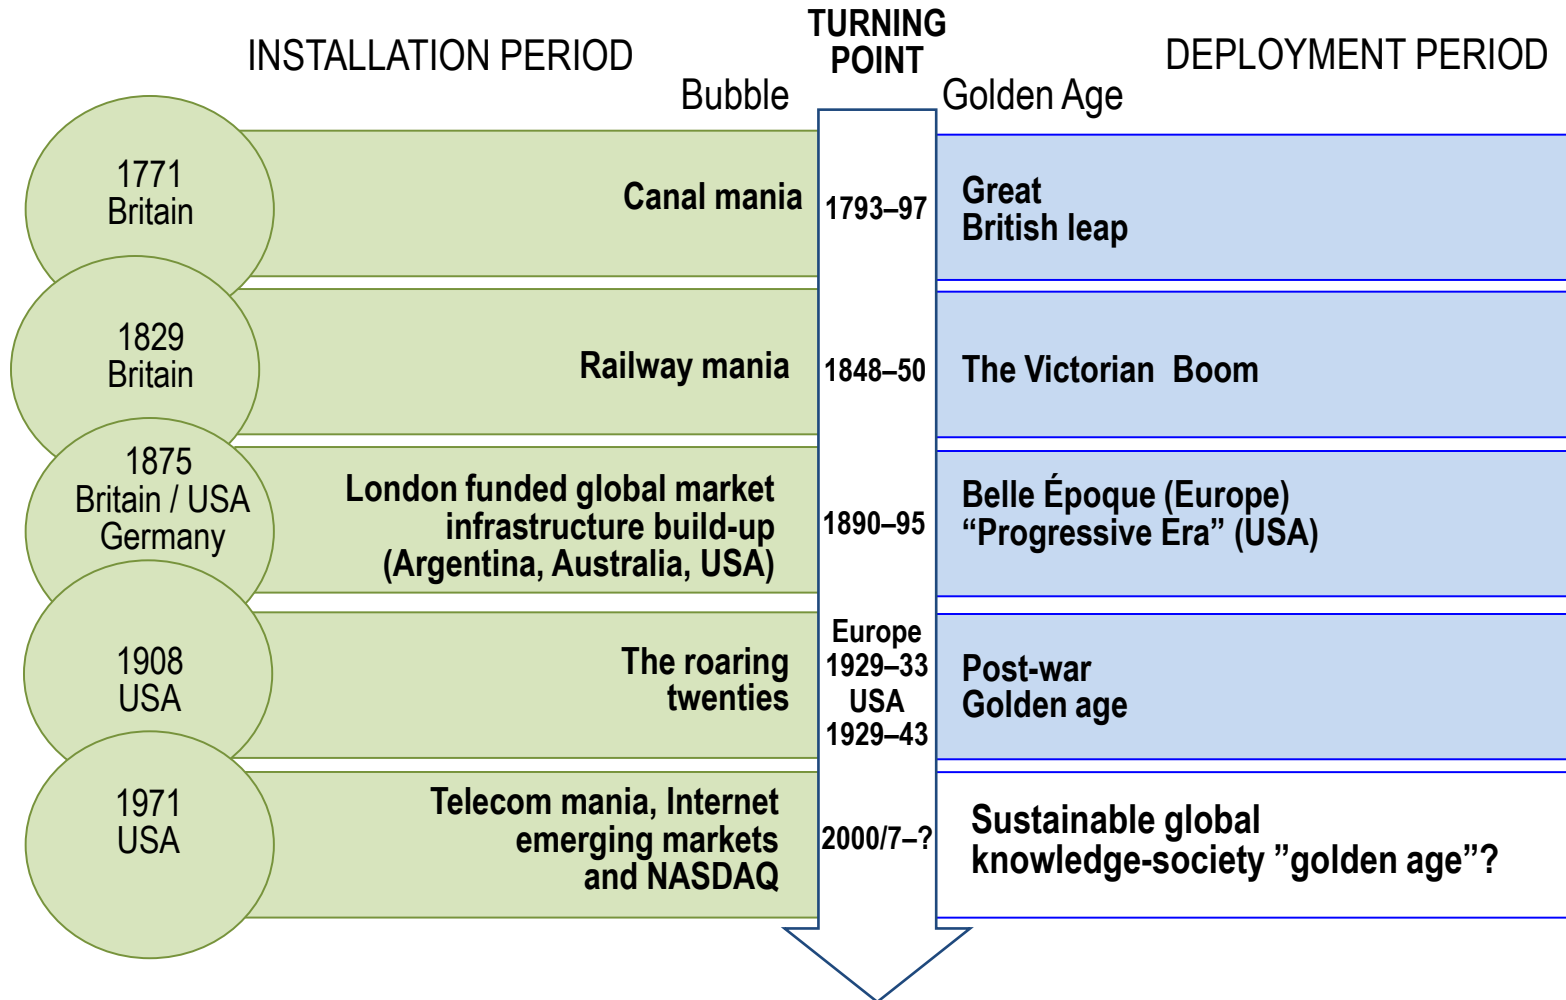 INSTALLATION PERIOD
TURNING
POINT
DEPLOYMENT PERIOD
Bubble
Golden Age
1771
Britain
Canal mania
1793–97
Great
British leap
1829
Britain
Railway mania
1848–50
The Victorian  Boom
1875
Britain / USA
Germany
London funded global market
infrastructure build-up
(Argentina, Australia, USA)
1890–95
Belle Époque (Europe)
“Progressive Era” (USA)
1908
USA
The roaring
twenties
Europe
1929–33
USA
1929–43
Post-war
Golden age
1971
USA
Telecom mania, Internet
emerging markets
and NASDAQ
2000/7–?
Sustainable global
knowledge-society ”golden age”?